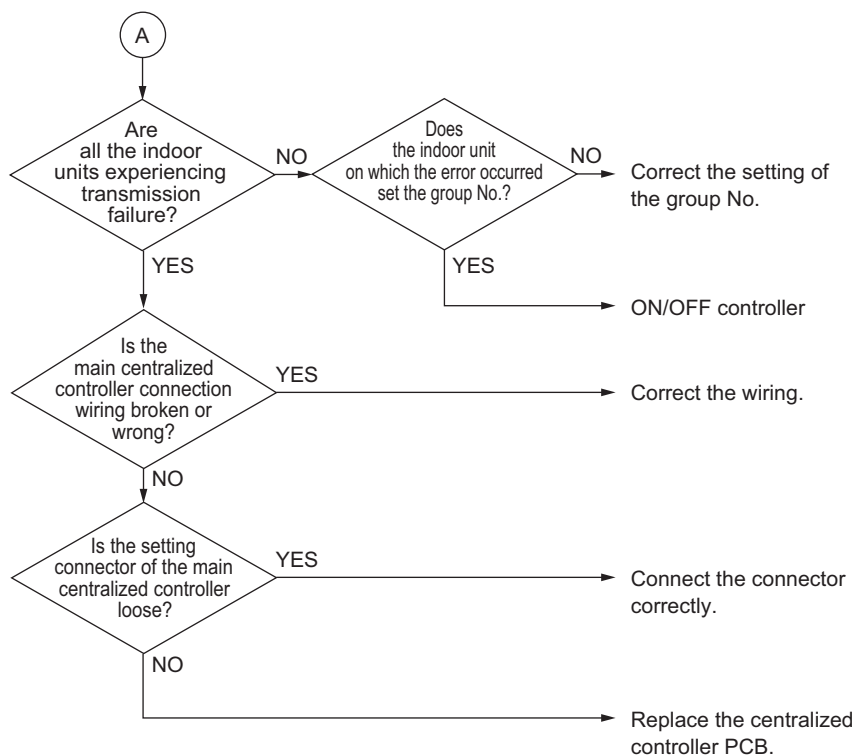 A
Are
all the indoor
units experiencing
transmission
failure?
NO
Does
the indoor unit
on which the error occurred
set the group No.?
NO
Correct the setting of
the group No.
YES
YES
ON/OFF controller
Is the
main centralized
controller connection
wiring broken or
wrong?
YES
Correct the wiring.
NO
Is the setting
connector of the main
centralized controller
loose?
YES
Connect the connector
correctly.
NO
Replace the centralized
controller PCB.